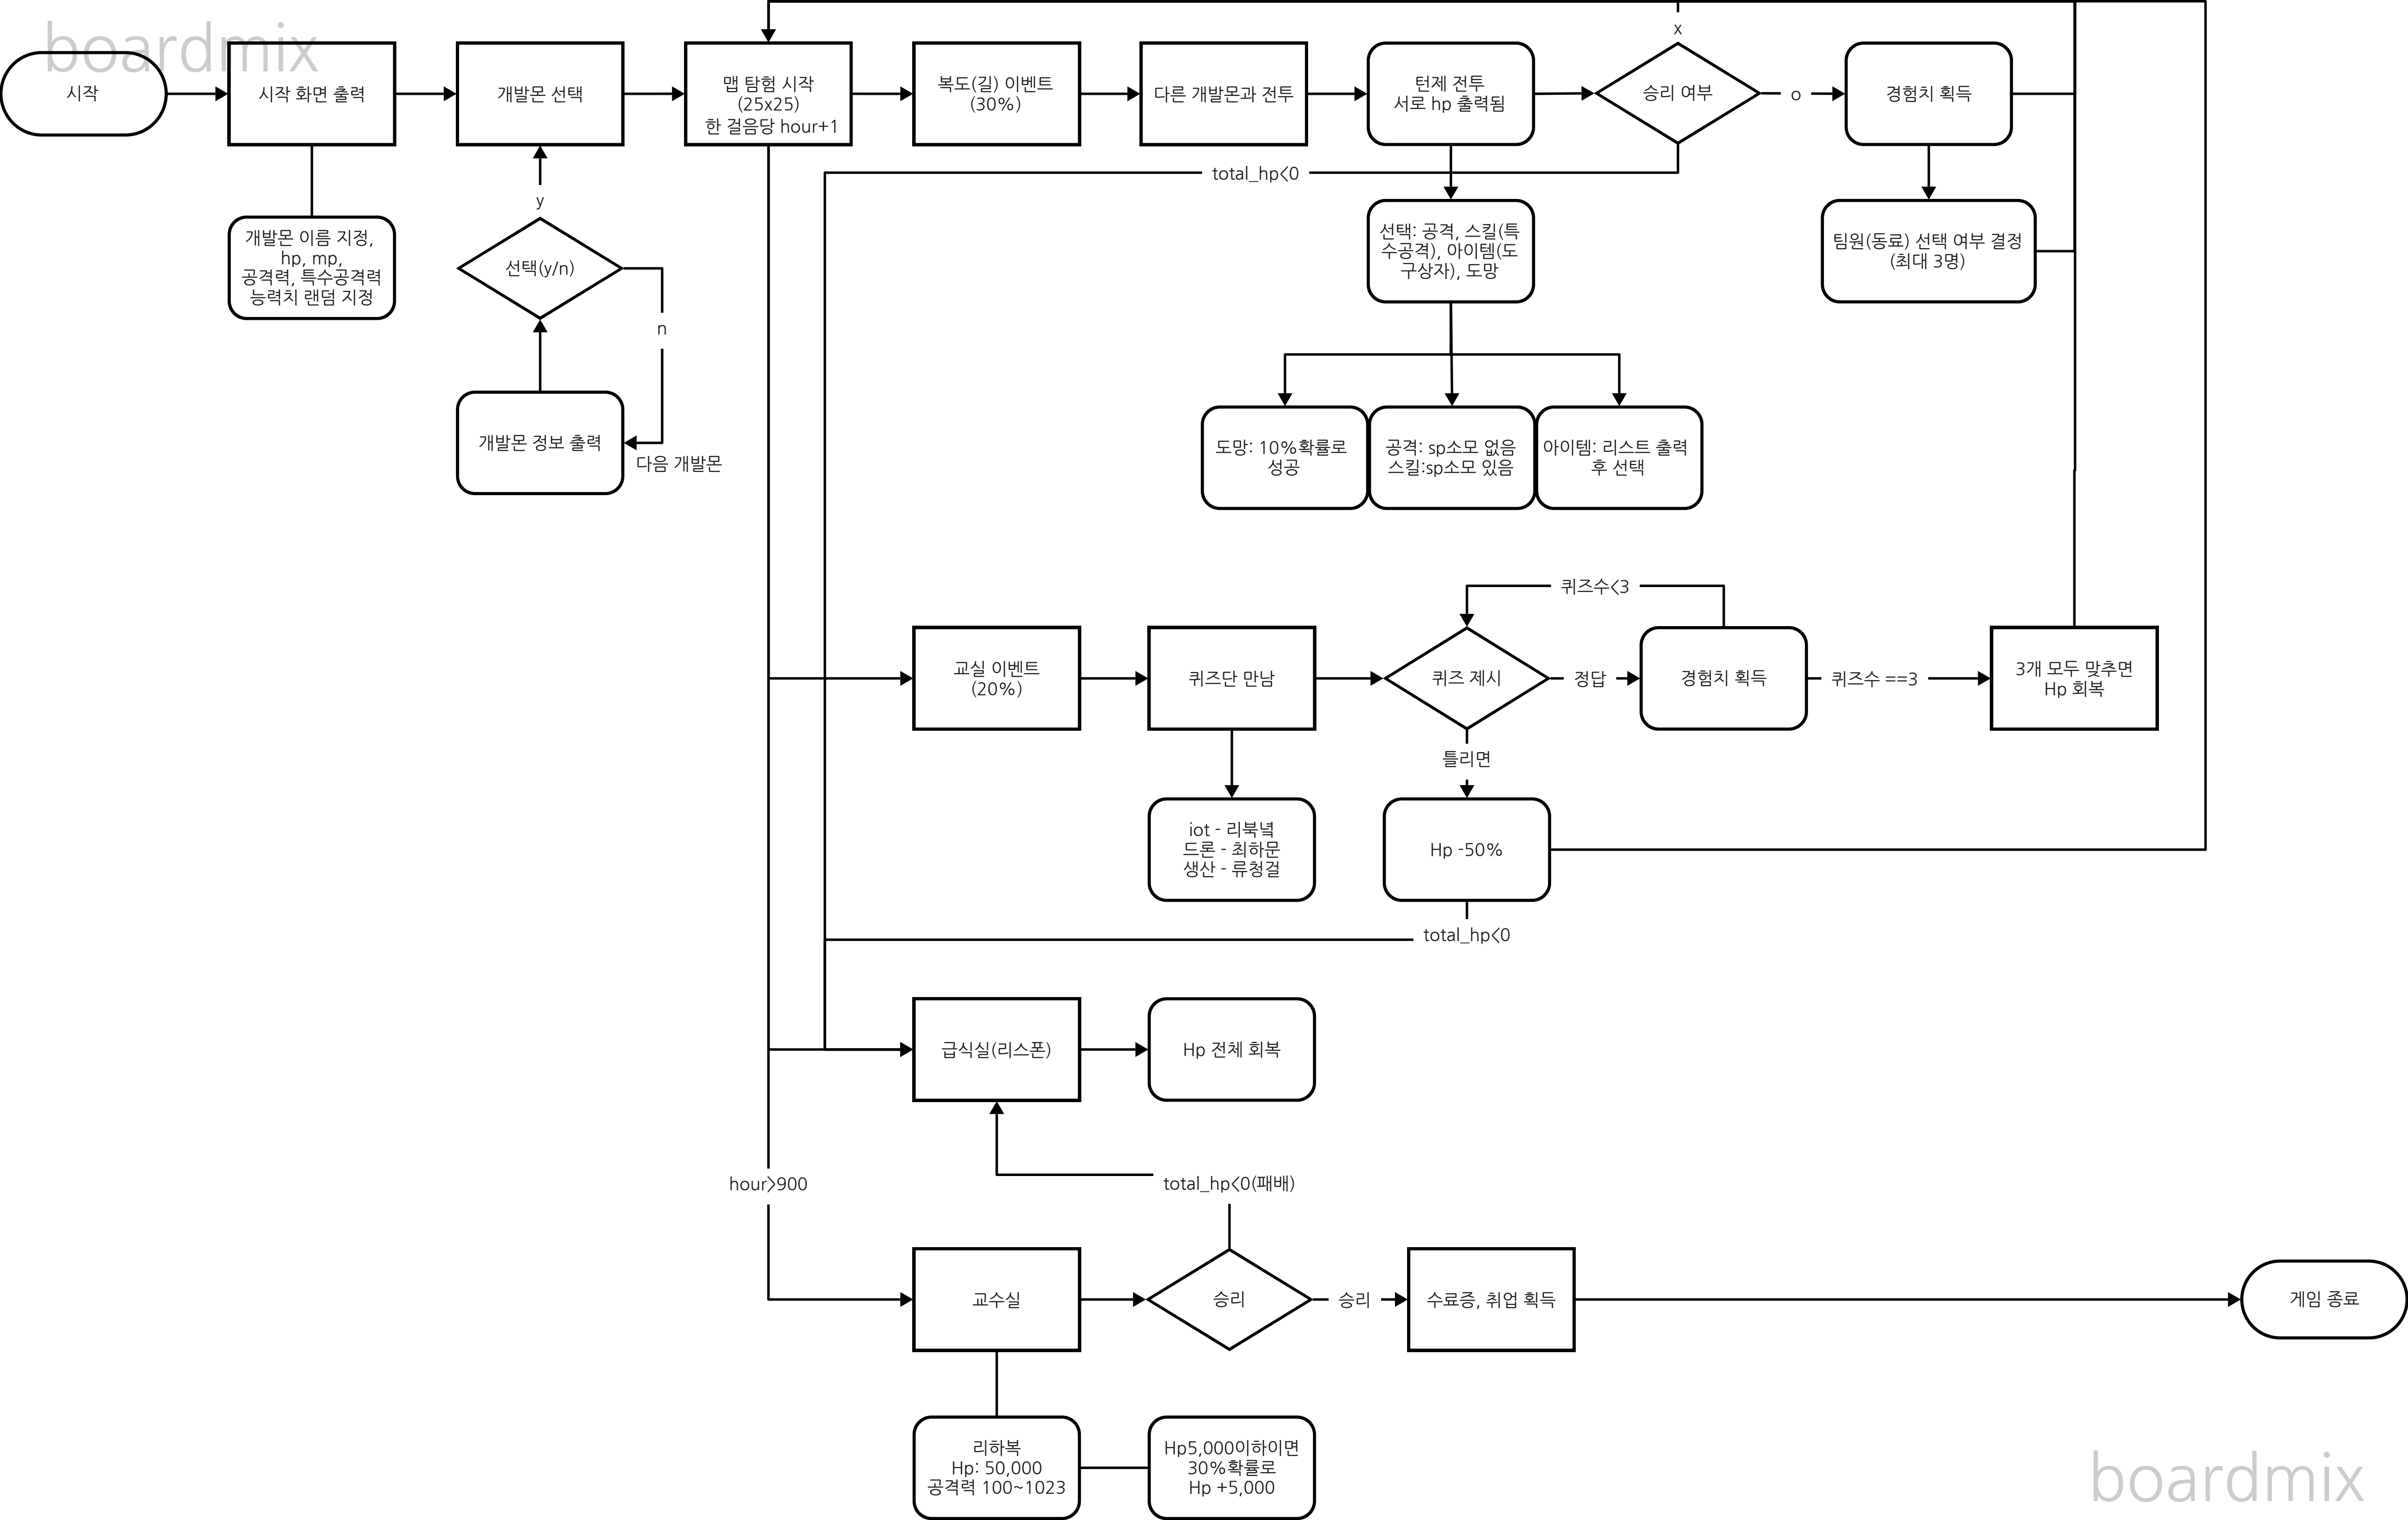 boardmix
시작
시작 화면 출력
개발몬 선택
맵 탐험 시작
(25x25)
한 걸음당 hour+1
복도(길) 이벤트
(30%)
다른 개발몬과 전투
턴제 전투
서로 hp 출력됨
x
승리 여부
o
경험치 획득
total_hp<0
개발몬 이름 지정,
hp, mp,
공격력, 특수공격력
능력치 랜덤 지정
y
선택(y/n)
n
개발몬 정보 출력
다음 개발몬
선택: 공격, 스킬(특
수공격), 아이템(도
구상자), 도망
팀원(동료) 선택 여부 결정
(최대 3명)
도망: 10%확률로
성공
공격: sp소모 없음
스킬:sp소모 있음
아이템: 리스트 출력
후 선택
퀴즈수<3
교실 이벤트
(20%)
퀴즈단 만남
퀴즈 제시
정답
경험치 획득
퀴즈수 ==3
3개 모두 맞추면
Hp 회복
틀리면
iot - 리북녘
드론 - 최하문
생산 - 류청걸
Hp -50%
total_hp<0
급식실(리스폰)
Hp 전체 회복
hour>900
total_hp<0(패배)
교수실
승리
승리
수료증, 취업 획득
게임 종료
리하복
Hp: 50,000
공격력 100~1023
Hp5,000이하이면
30%확률로
Hp +5,000
boardmix